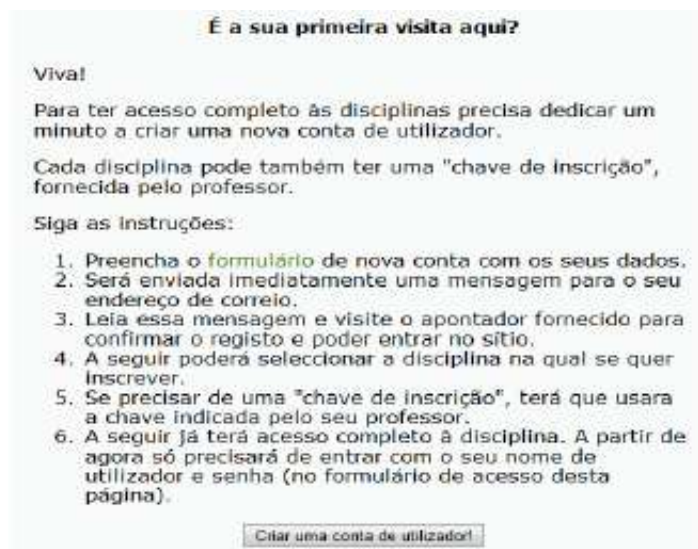 É a sua primeira visita aqui?
Viva!
Para ter acesso completo às disciplinas precisa dedicar um
minuto a criar uma nova conta de utilizador.
Cada disciplina pode também ter uma "chave de inscrição",
fornecida pelo professor.
Siga as instruções:
1. Preencha o formulário de nova conta com os seus dados.
2. Será enviada imediatamente uma mensagem para o seu
endereço de correio.
3. Leia essa mensagem e visite o apontador fornecido para
confirmar o registo e poder entrar no sítio.
4. A seguir poderá seleccionar a disciplina na qual se quer
inscrever.
5. Se precisar de uma "chave de inscrição", terá que usara
a chave indicada pelo seu professor.
6. A seguir já terá acesso completo à disciplina. A partir de
agora só precisará de entrar com o seu nome de
utilizador e senha (no formulário de acesso desta
página).
Criar uma conta de utilizador!